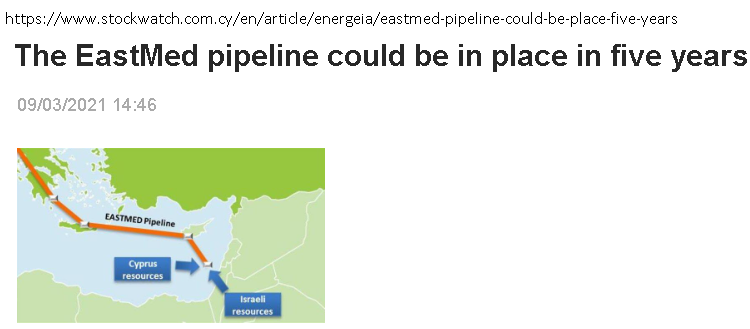 https://www.stockwatch.com.cy/en/article/energeia/eastmed-pipeline-could-be-place-five-years
The EastMed pipeline could be in place in five years
09/03/2021 14:46
EASTMED Pipeline
Cyprus
resources
Israeli
resources